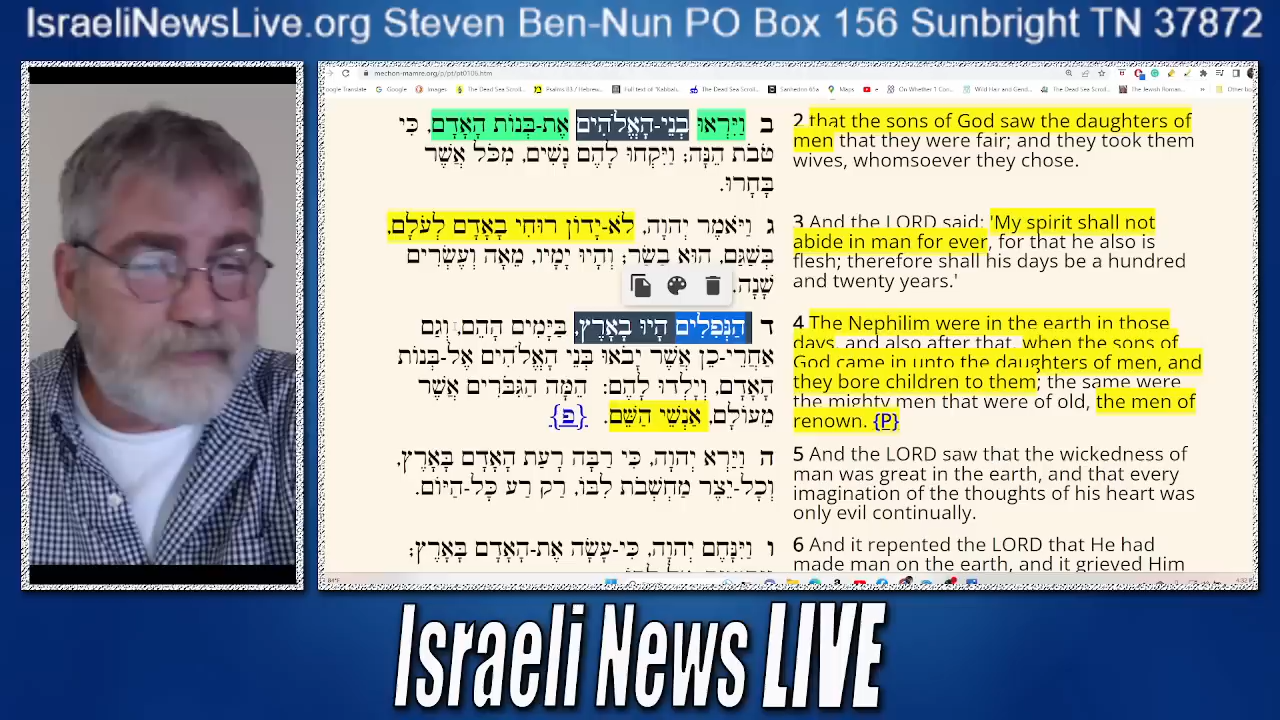 IsraeliNewsLive.org Steven Ben-Nun PO Box 156 Sunbright TN 37872
mechon-mamre.org/p/pt/pt0106.htm
Google
Images
Maps
ב וַיִּרְאוּ בְנֵי-הָאֱלֹהִים אֶת-בְּנוֹת הָאָדָם, כִּי
טֹבֹת הֵנָּה; וַיִּקְחוּ לָהֶם נָשִׁים, מִכֹּל אֲשֶׁר
בָּחָרוּ.
2 that the sons of God saw the daughters of
men that they were fair; and they took them
wives, whomsoever they chose.
ג וַיֹּאמֶר יְהוָה, לֹא-יָדוֹן רוּחִי בָאָדָם לְעֹלָם,
בְּשַׁגַּם, הוּא בָשָׂר; וְהָיוּ יָמָיו, מֵאָה וְעֶשְׂרִים
שָׁנָה.
3 And the LORD said: 'My spirit shall not
abide in man for ever, for that he also is
flesh; therefore shall his days be a hundred
and twenty years.'
ד הַנְּפִלִים הָיוּ בָאָרֶץ, בַּיָּמִים הָהֵם, וְגַם
אַחֲרֵי-כֵן אֲשֶׁר יָבֹאוּ בְּנֵי הָאֱלֹהִים אֶל-בְּנוֹת
הָאָדָם, וְיָלְדוּ לָהֶם: הֵמָּה הַגִּבֹּרִים אֲשֶׁר
מֵעוֹלָם, אַנְשֵׁי הַשֵּׁם. {פ}
4 The Nephilim were in the earth in those
days, and also after that, when the sons of
God came in unto the daughters of men, and
they bore children to them; the same were
the mighty men that were of old, the men of
renown. {P}
ה וַיַּרְא יְהוָה, כִּי רַבָּה רָעַת הָאָדָם בָּאָרֶץ,
וְכָל-יֵצֶר מַחְשְׁבֹת לִבּוֹ, רַק רַע כָּל-הַיּוֹם.
5 And the LORD saw that the wickedness of
man was great in the earth, and that every
imagination of the thoughts of his heart was
only evil continually.
ו וַיִּנָּחֶם יְהוָה, כִּי-עָשָׂה אֶת-הָאָדָם בָּאָרֶץ;
6 And it repented the LORD that He had
made man on the earth, and it grieved Him
Israeli News LIVE